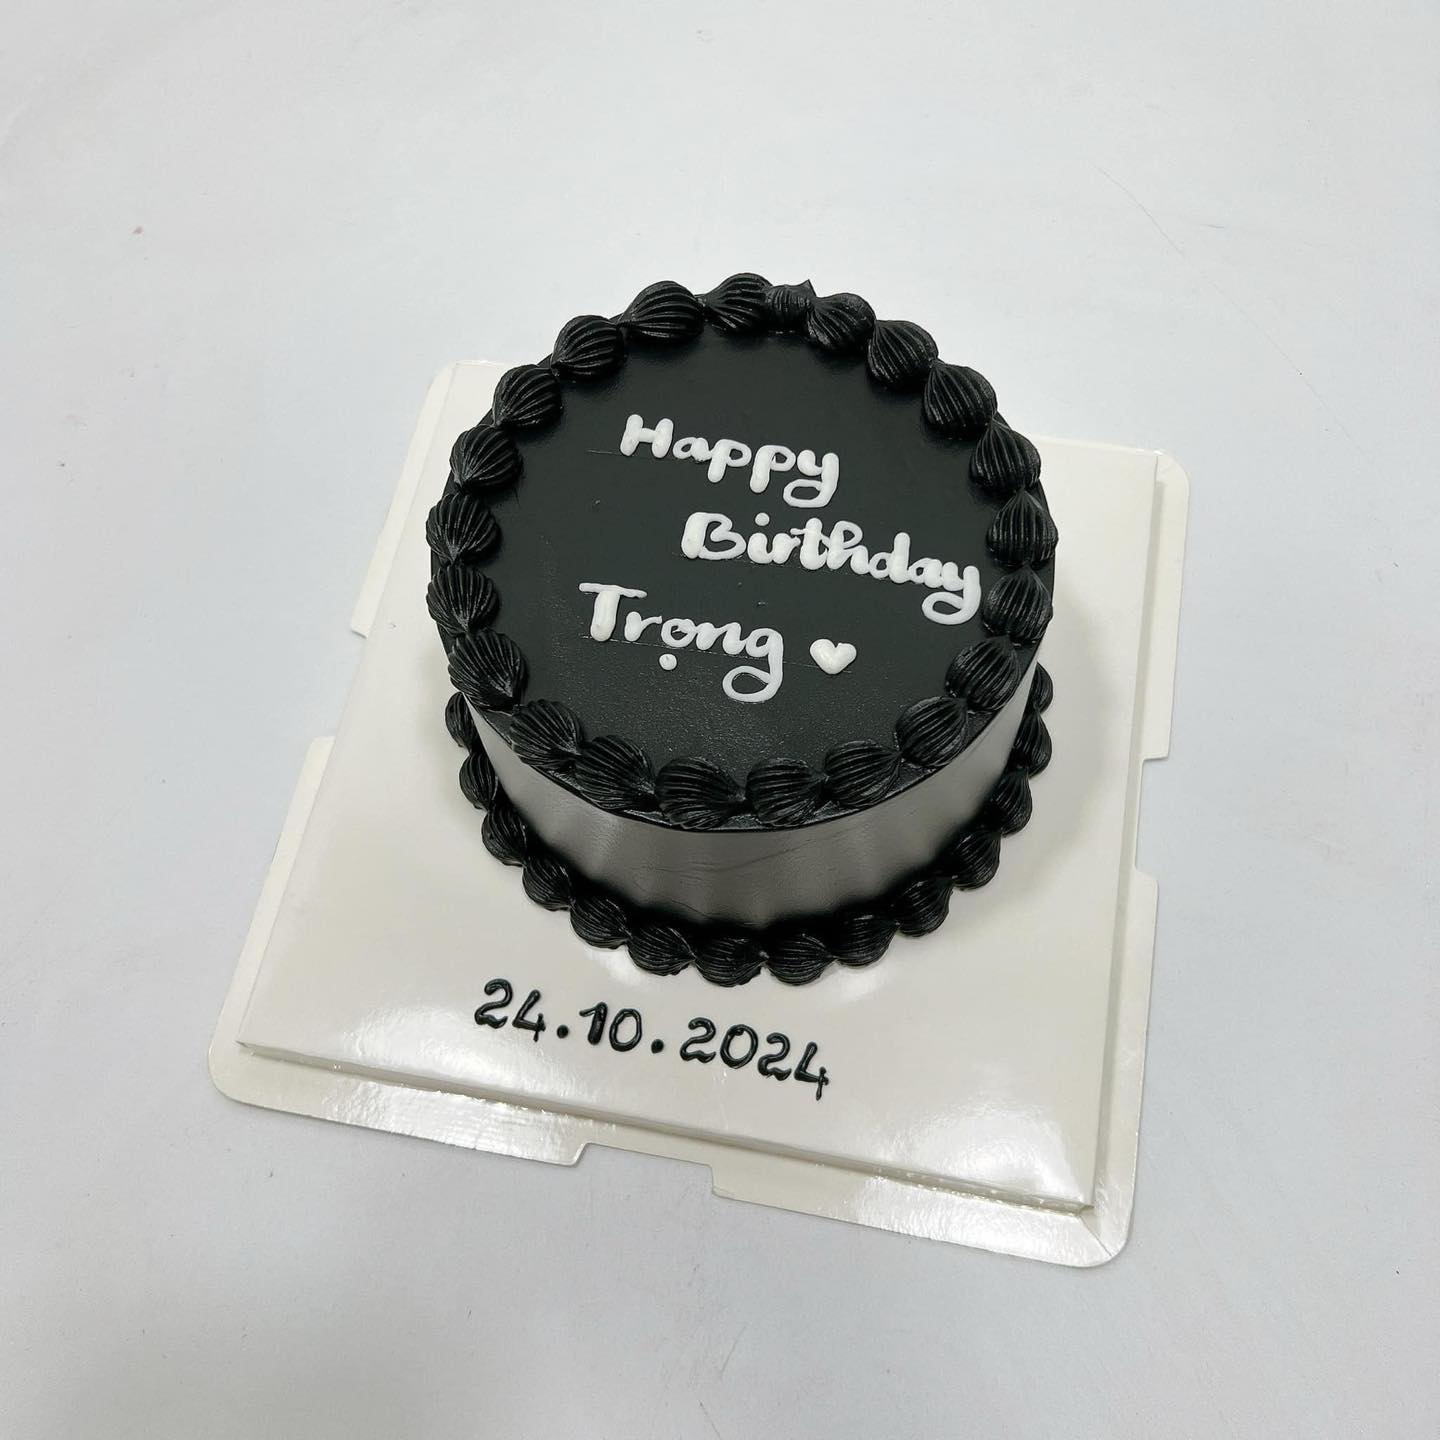 Happy
Birthday
Trọng ♥
24.10.2024